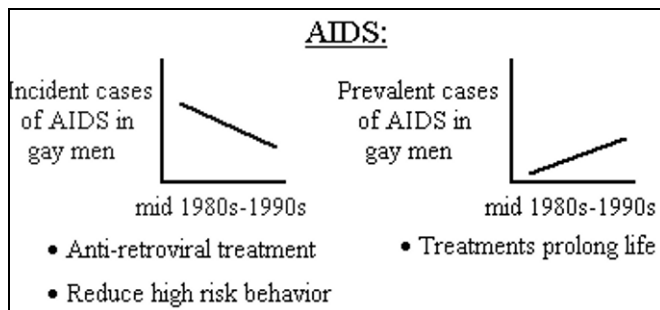 AIDS:
Incident cases
of AIDS in
gay men
mid 1980s-1990s
• Anti-retroviral treatment
• Reduce high risk behavior
Prevalent cases
of AIDS in
gay men
mid 1980s-1990s
• Treatments prolong life